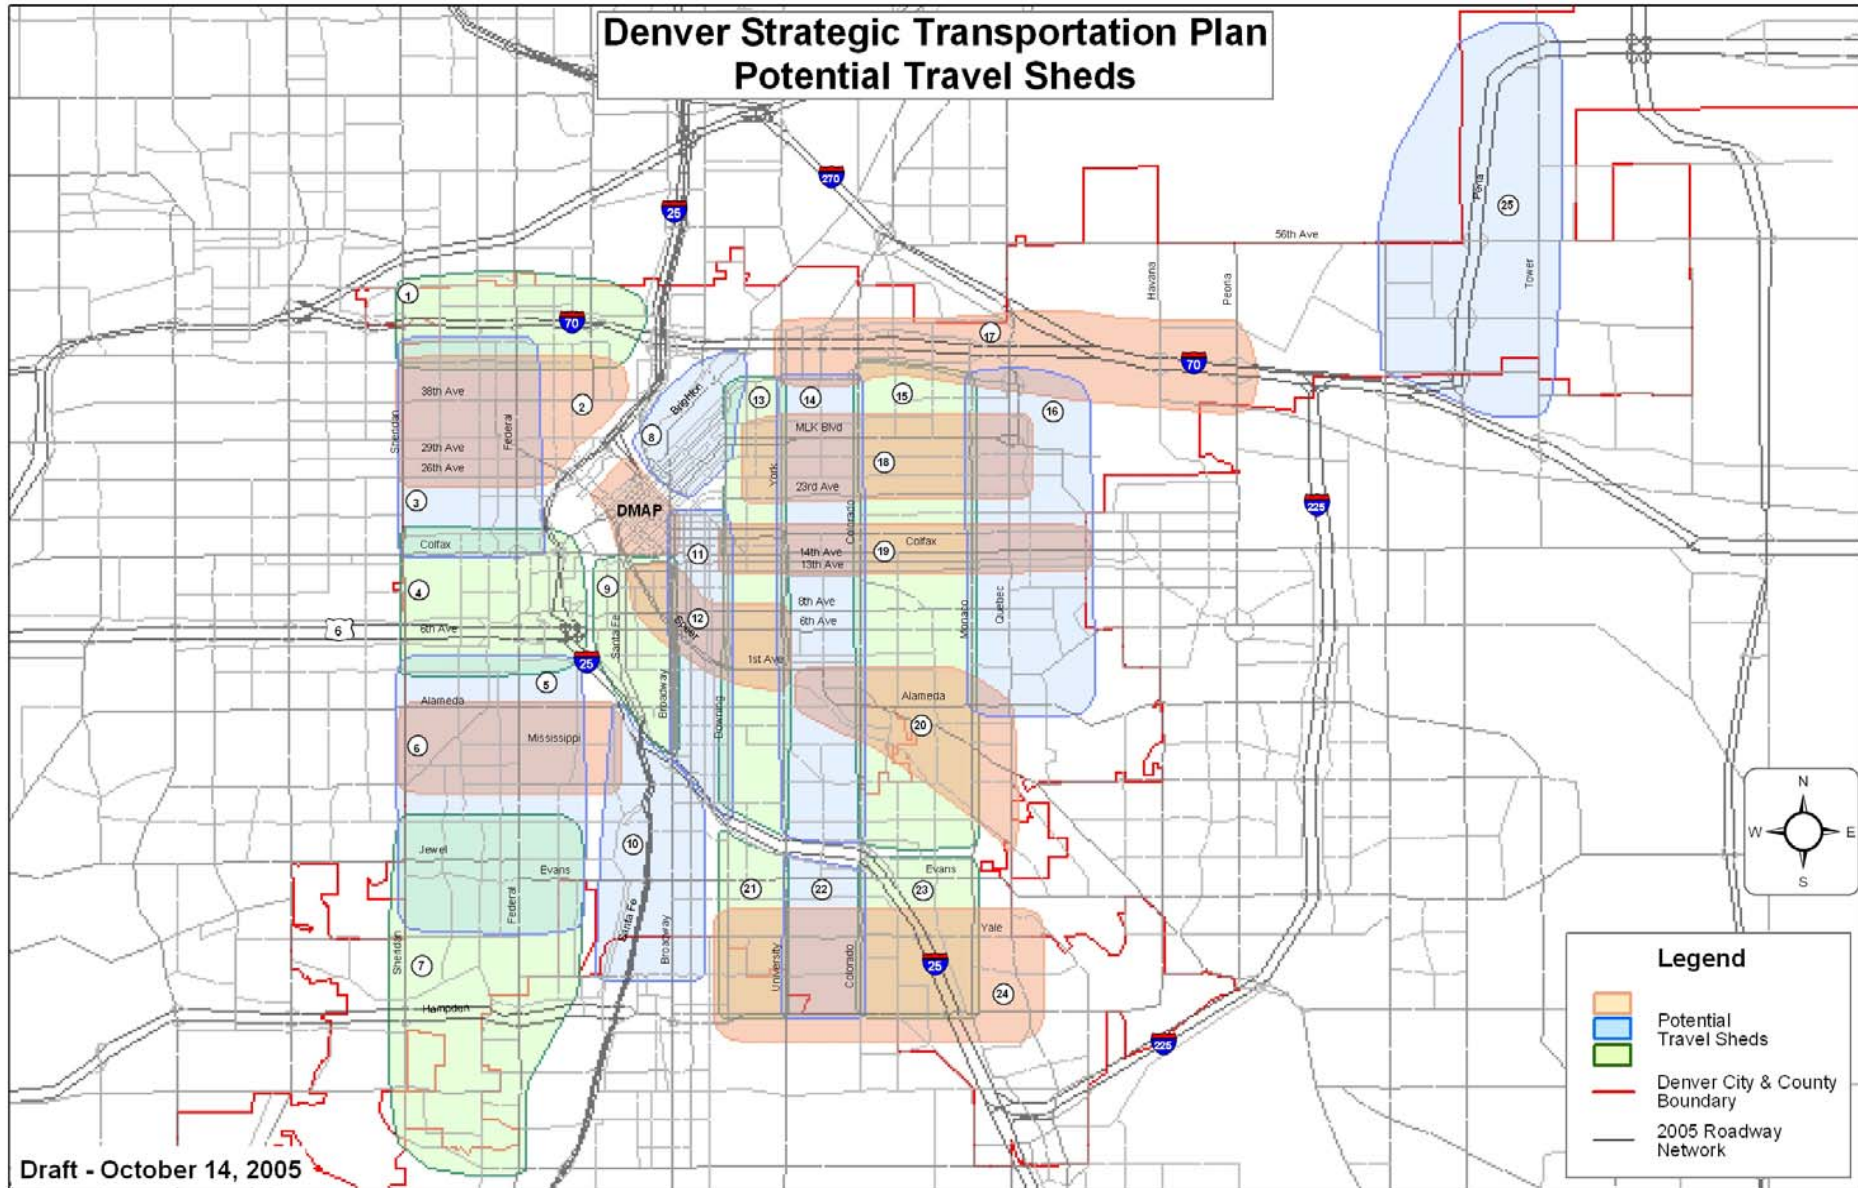 Denver Strategic Transportation Plan
Potential Travel Sheds
270
25
Pena
25
56th Ave
Havana
Peoria
Tower
1
70
17
70
38th Ave
2
Sheridan
Federal
29th Ave
26th Ave
3
Brighton
8
13
14
15
16
MLK Blvd
18
York
23rd Ave
DMAP
Colorado
225
Colfax
11
14th Ave
13th Ave
19
Colfax
4
9
6th Ave
6
Santa Fe
12
Speer
8th Ave
6th Ave
Monaco
Quebec
25
1st Ave
5
Alameda
Broadway
Downing
Alameda
20
6
Mississippi
N
W
E
S
10
Jewel
Evans
Federal
21
22
23
Evans
Santa Fe
Broadway
Sheridan
7
University
Colorado
25
Yale
24
Hampden
225
Legend
Potential
Travel Sheds
Denver City & County
Boundary
2005 Roadway
Network
Draft - October 14, 2005